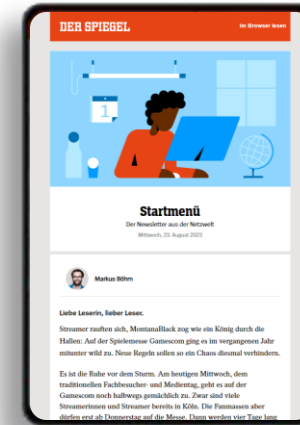 DER SPIEGEL
Im Browser lesen
1
Startmenü
Der Newsletter aus der Netzwelt
Mittwoch, 23. August 2023
Markus Böhm
Liebe Leserin, lieber Leser,
Streamer rauften sich, MontanaBlack zog wie ein König durch die
Hallen: Auf der Spielemesse Gamescom ging es im vergangenen Jahr
mitunter wild zu. Neue Regeln sollen so ein Chaos diesmal verhindern.
Es ist die Ruhe vor dem Sturm. Am heutigen Mittwoch, dem
traditionellen Fachbesucher- und Medientag, geht es auf der
Gamescom noch halbwegs gemächlich zu. Zwar sind viele
Streamerinnen und Streamer bereits in Köln. Die Fanmassen aber
dürfen erst ab Donnerstag auf die Messe. Dann werden vier Tage lang